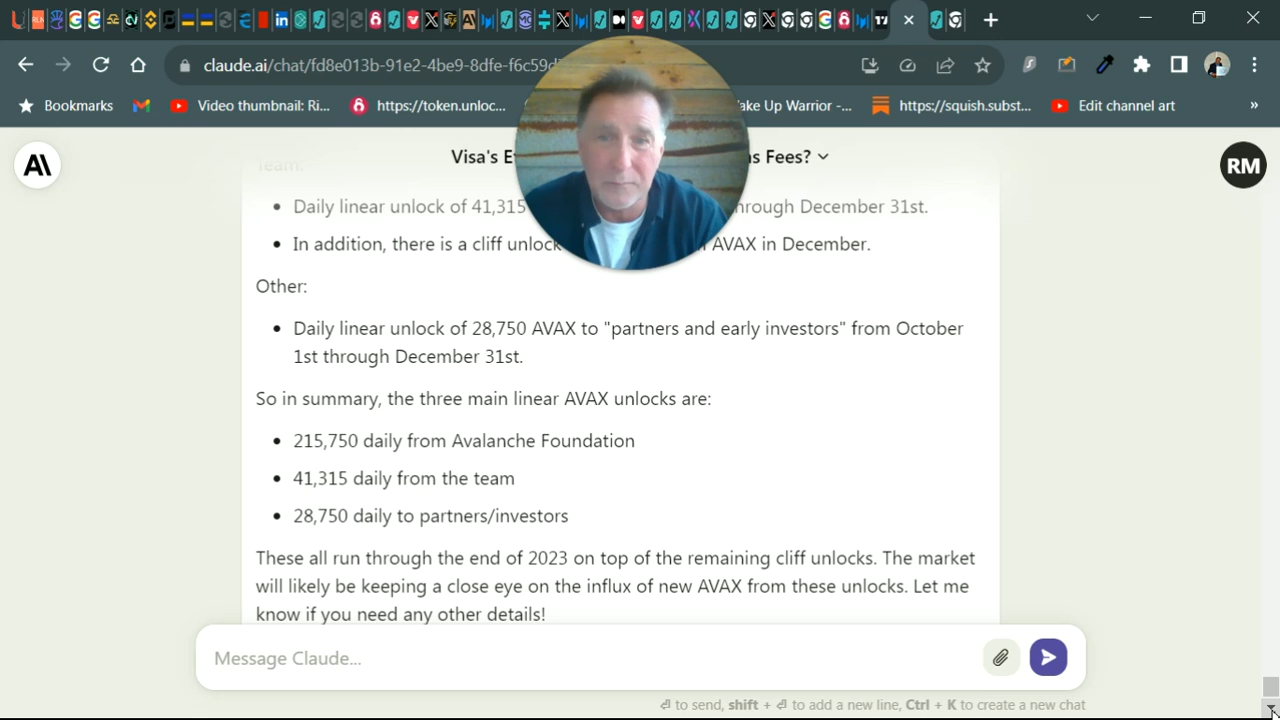 claude.ai/chat/fd8e013b-91e2-4be9-8dfe-f6c59d
Bookmarks Video thumbnail: Ri... https://token.unloc... ake Up Warrior -... https://squish.subst... Edit channel art »
Visa's E s Fees?
A\ RM
Team:
Daily linear unlock of 41,315 hrough December 31st.
In addition, there is a cliff unlock AVAX in December.
Other:
Daily linear unlock of 28,750 AVAX to "partners and early investors" from October
1st through December 31st.
So in summary, the three main linear AVAX unlocks are:
215,750 daily from Avalanche Foundation
41,315 daily from the team
28,750 daily to partners/investors
These all run through the end of 2023 on top of the remaining cliff unlocks. The market
will likely be keeping a close eye on the influx of new AVAX from these unlocks. Let me
know if you need any other details!
Message Claude...
⏎ to send, shift + ⏎ to add a new line, Ctrl + K to create a new chat